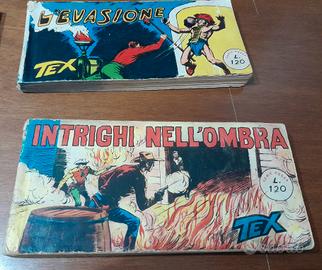 L'EVASIONE
TEX
L.
120
INTRIGHI NELL'OMBRA
L.
120
TEX